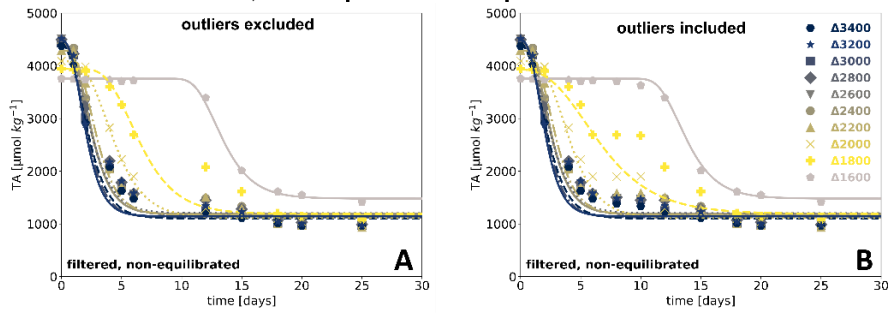 outliers excluded
5000
4000
3000
2000
1000
0
TA [μmol kg⁻¹]
filtered, non-equilibrated
A
0 5 10 15 20 25 30
time [days]
outliers included
5000
4000
3000
2000
1000
0
TA [μmol kg⁻¹]
Δ3400
Δ3200
Δ3000
Δ2800
Δ2600
Δ2400
Δ2200
Δ2000
Δ1800
Δ1600
filtered, non-equilibrated
B
0 5 10 15 20 25 30
time [days]